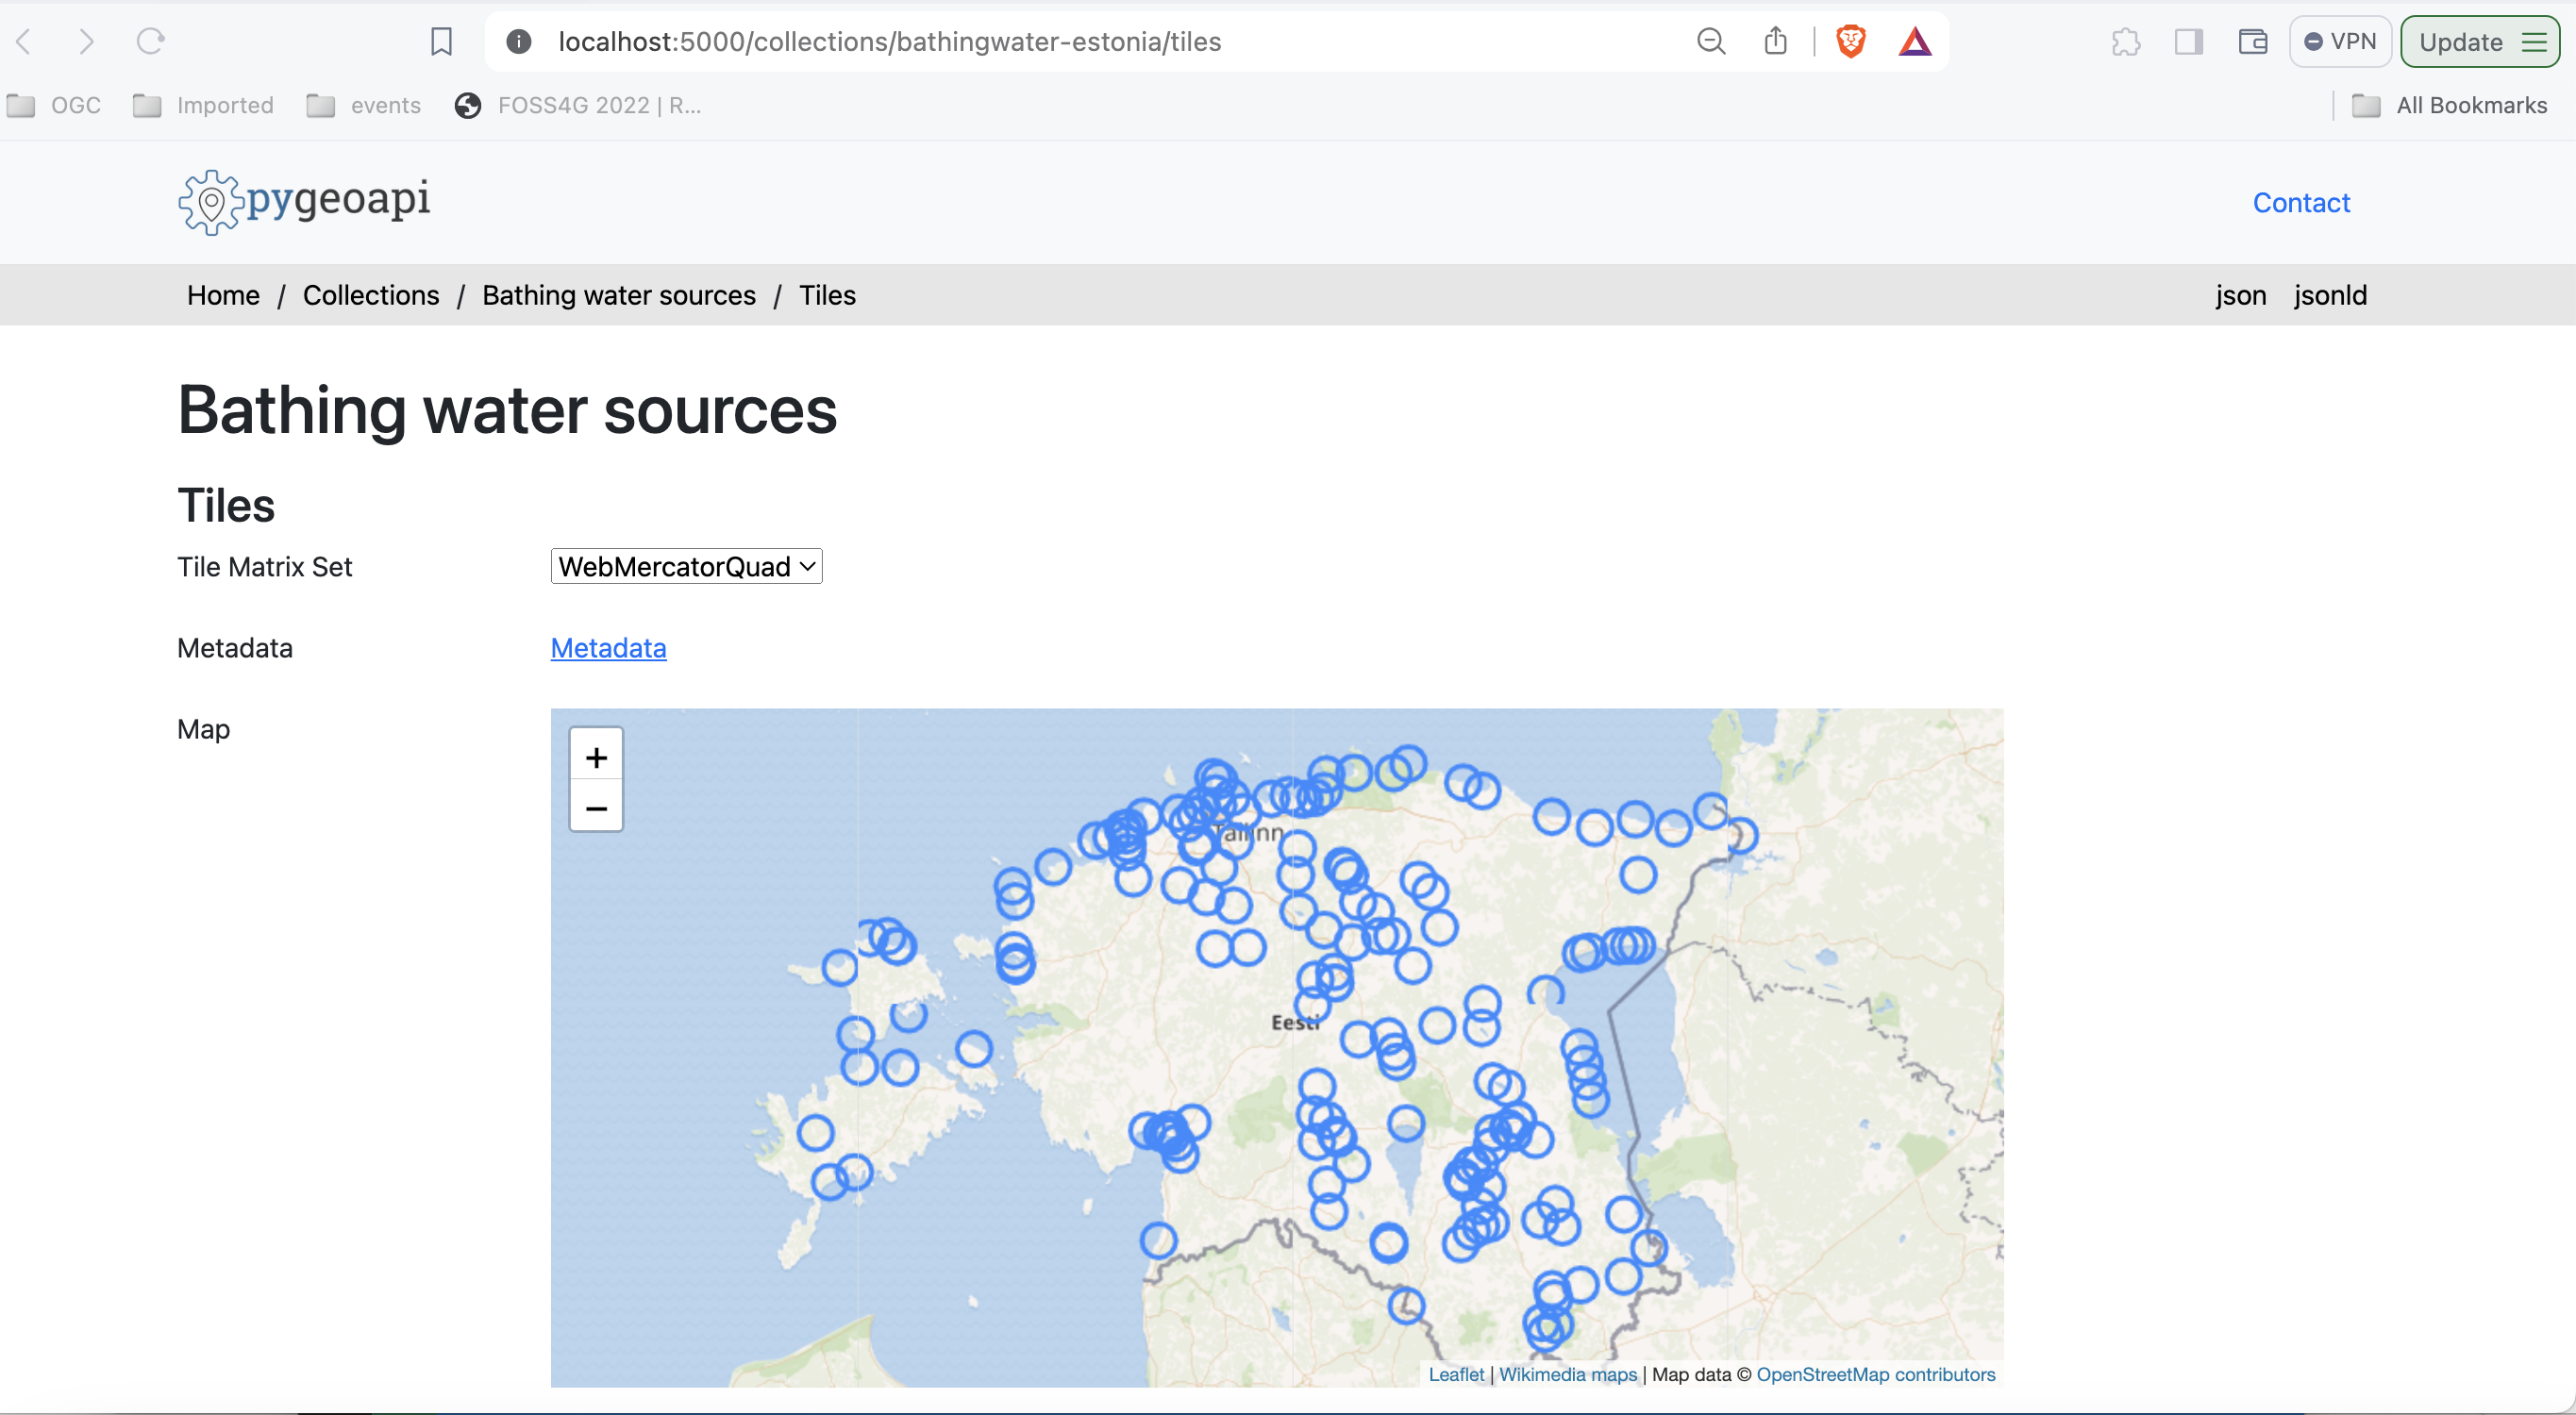 localhost:5000/collections/bathingwater-estonia/tiles
VPN
Update
OGC
Imported
events
FOSS4G 2022 | R...
All Bookmarks
pygeoapi
Contact
Home / Collections / Bathing water sources / Tiles
json jsonld
Bathing water sources
Tiles
Tile Matrix Set
WebMercatorQuad
Metadata
Metadata
Map
+
−
Tallinn
Eesti
Leaflet | Wikimedia maps | Map data © OpenStreetMap contributors